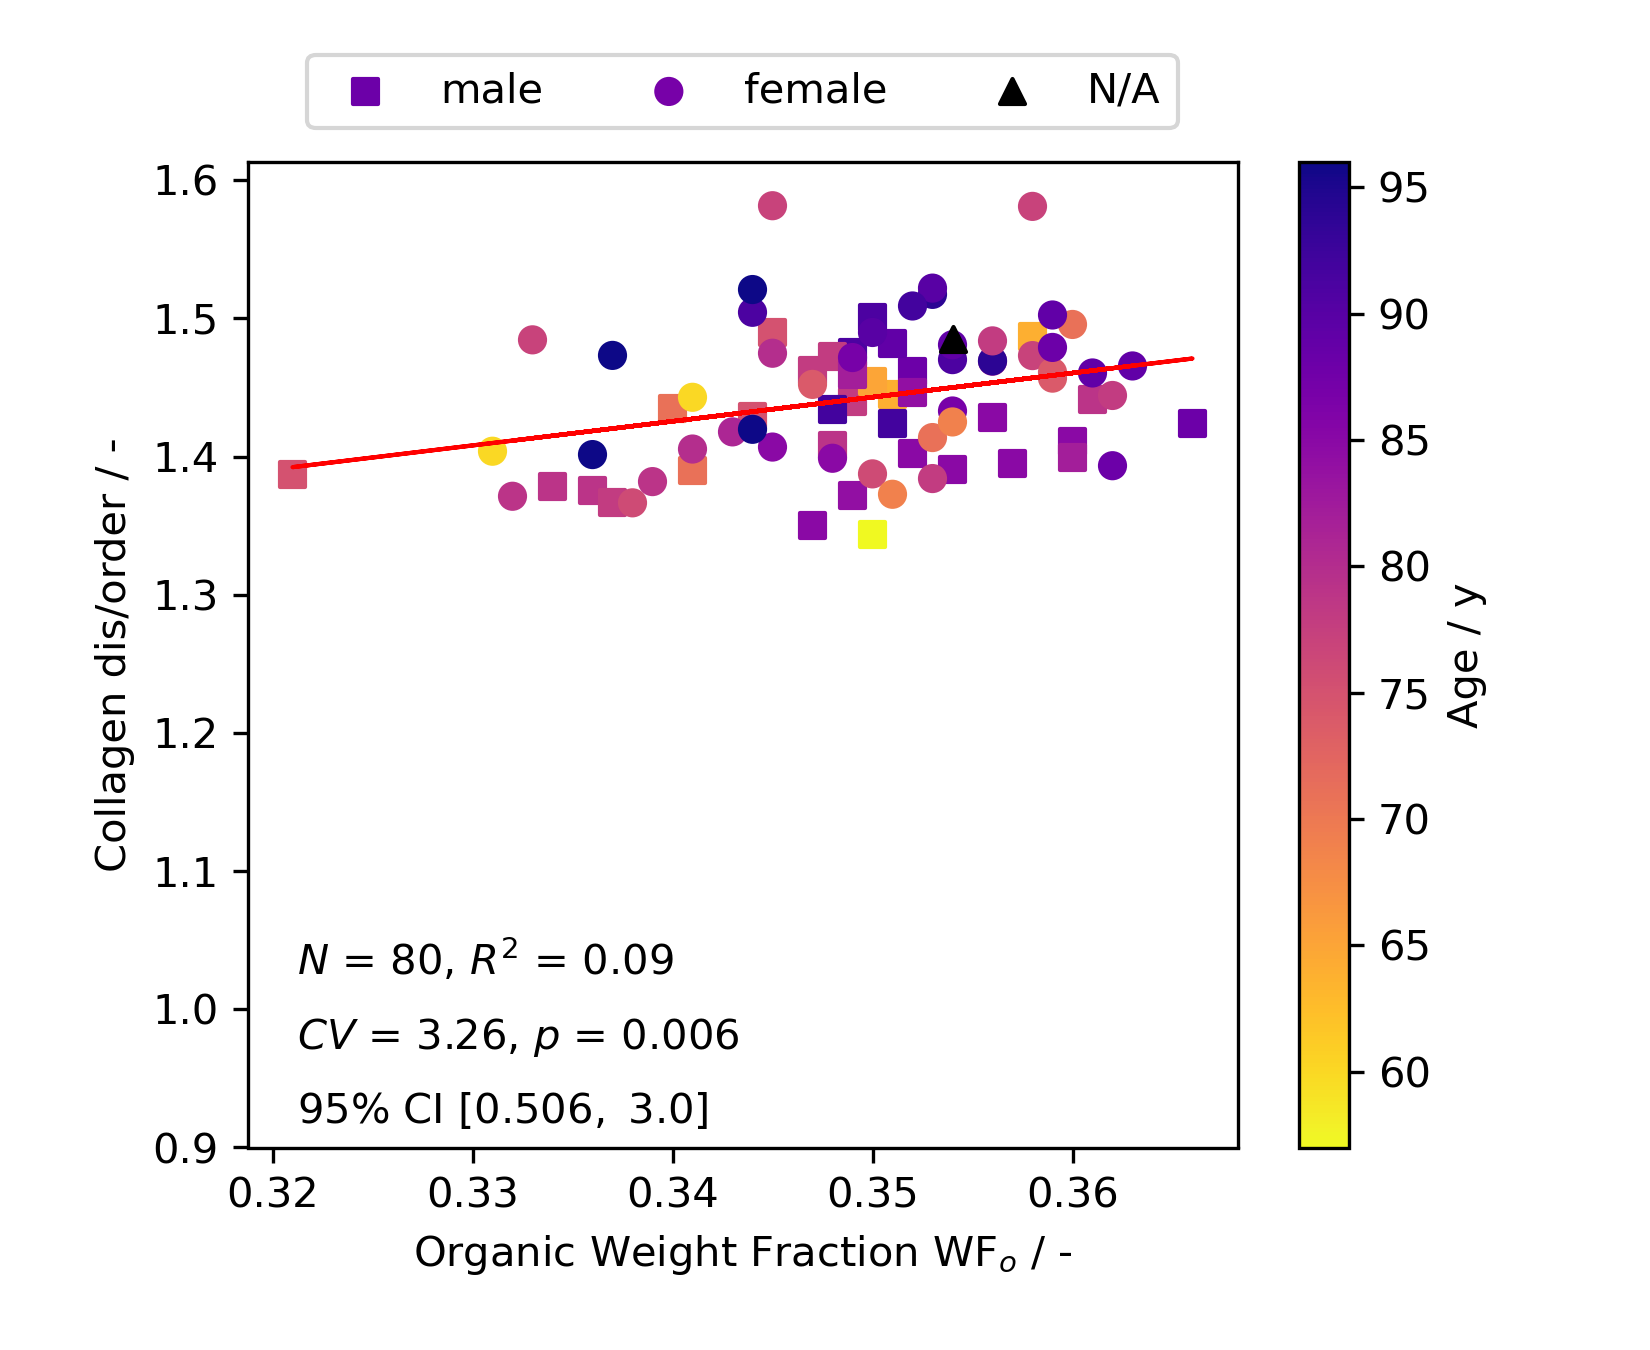 male female N/A
1.6
1.5
1.4
1.3
1.2
1.1
1.0
0.9
Collagen dis/order / -
N = 80, R² = 0.09
CV = 3.26, p = 0.006
95% CI [0.506, 3.0]
0.32 0.33 0.34 0.35 0.36
Organic Weight Fraction WFₒ / -
95
90
85
80
75
70
65
60
Age / y